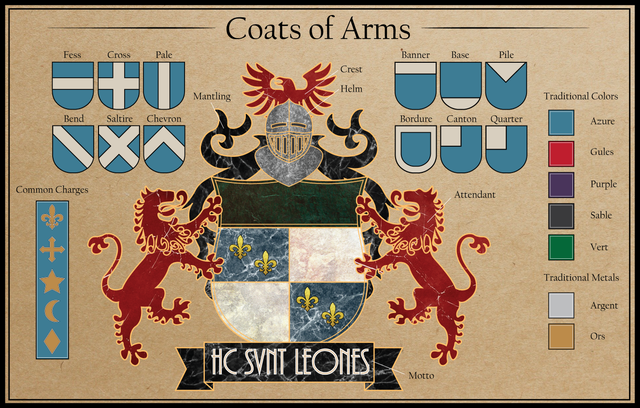 Coats of Arms
Fess Cross Pale
Bend Saltire Chevron
Mantling
Crest
Helm
Banner Base Pile
Bordure Canton Quarter
Traditional Colors
Azure
Gules
Purple
Sable
Vert
Traditional Metals
Argent
Ors
Common Charges
Attendant
HC SVNT LEONES
Motto